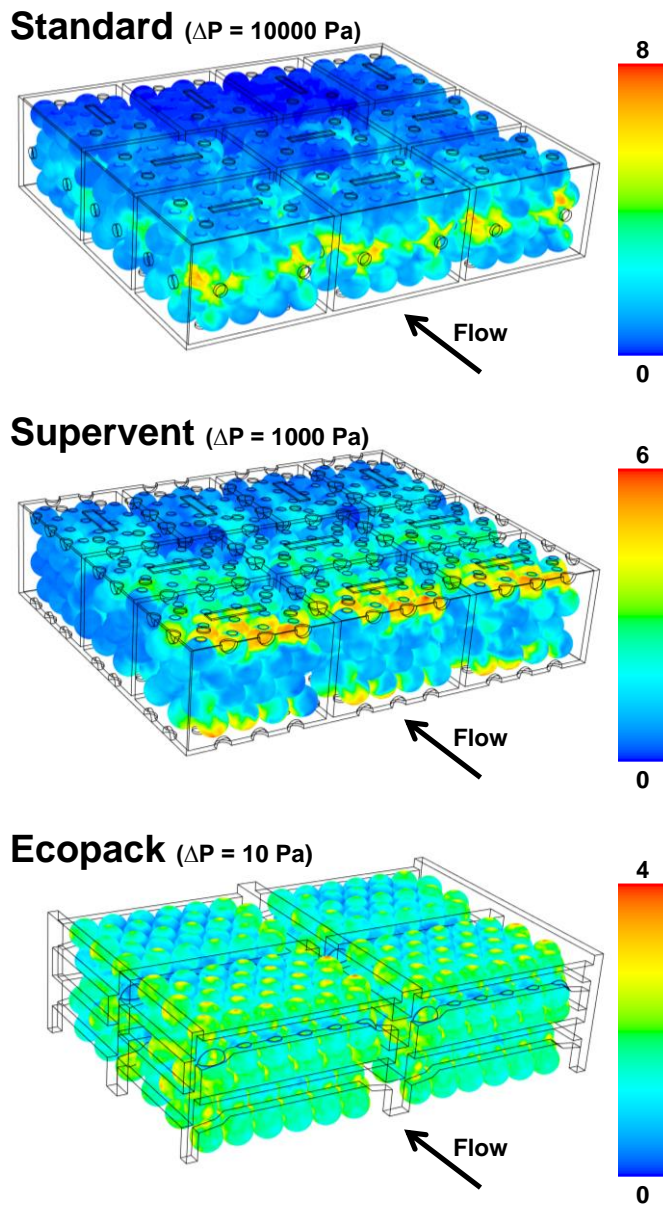 Standard (ΔP = 10000 Pa)
8
Flow
0
Supervent (ΔP = 1000 Pa)
6
Flow
0
Ecopack (ΔP = 10 Pa)
4
Flow
0